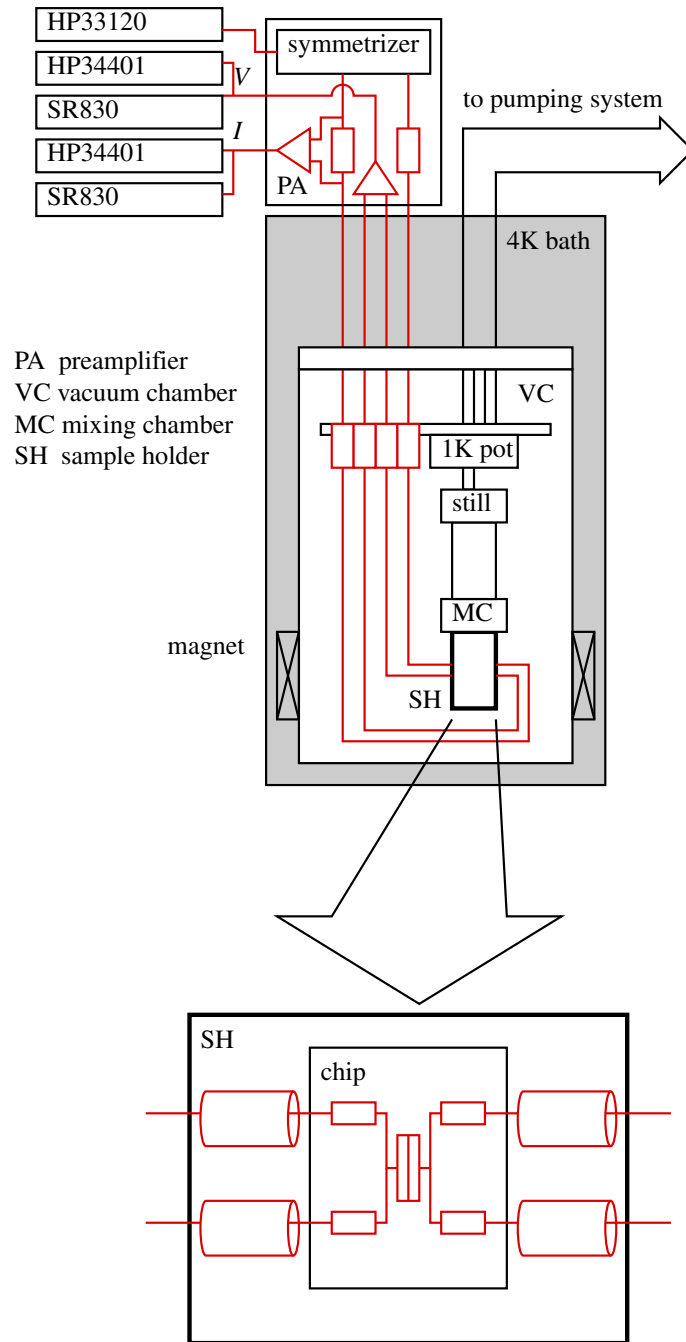 HP33120
HP34401
SR830
HP34401
SR830
V
I
symmetrizer
PA
to pumping system
4K bath
PA preamplifier
VC vacuum chamber
MC mixing chamber
SH sample holder
VC
1K pot
still
MC
magnet
SH
SH
chip